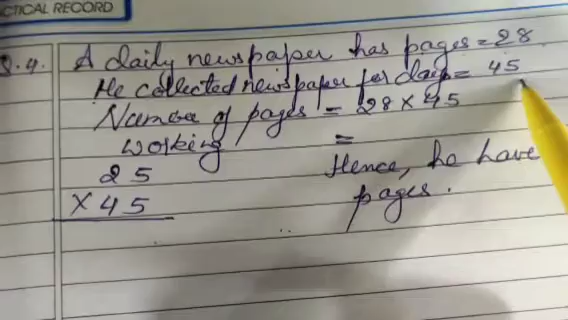 CTICAL RECORD
Q.4. A daily newspaper has pages = 28
He collected newspaper for days = 45
Number of pages = 28 × 45
working =
25 Hence, he have
× 45 pages.